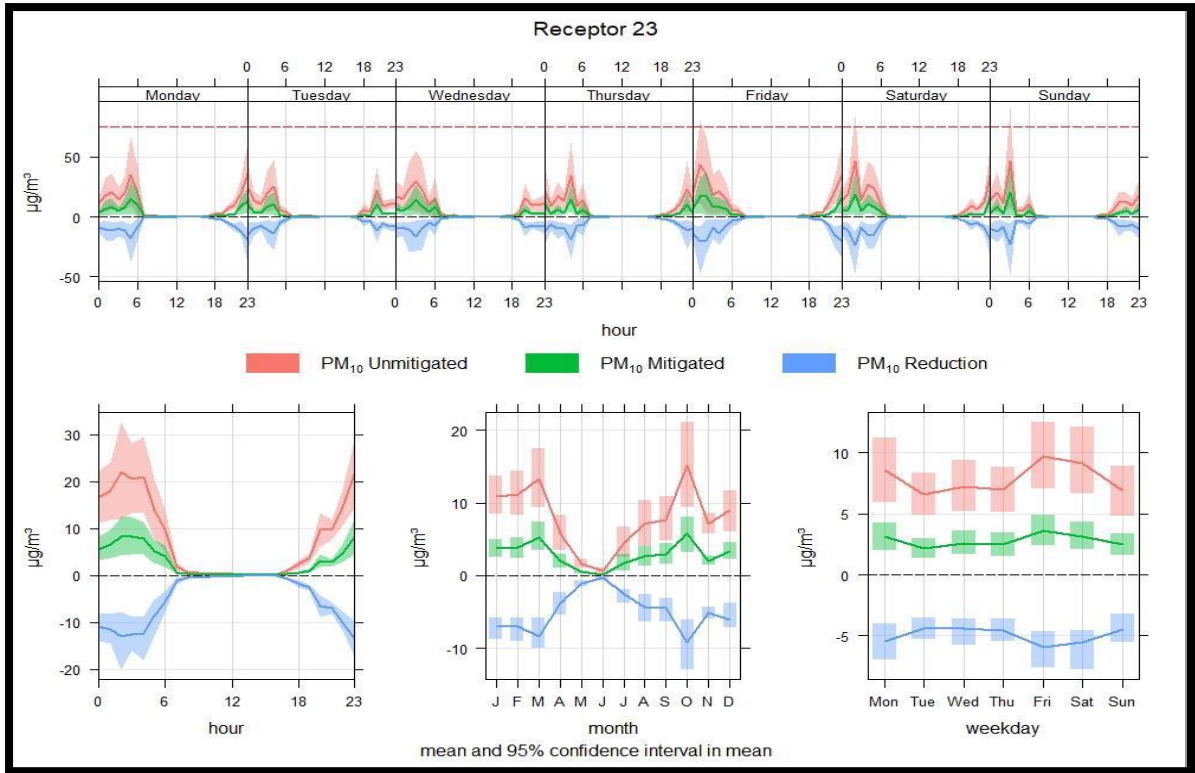 Receptor 23
0 6 12 18 23 0 6 12 18 23 0 6 12 18 23
Monday Tuesday Wednesday Thursday Friday Saturday Sunday
µg/m³
50
0
-50
0 6 12 18 23 0 6 12 18 23 0 6 12 18 23 0 6 12 18 23
hour
PM₁₀ Unmitigated PM₁₀ Mitigated PM₁₀ Reduction
µg/m³
30
20
10
0
-10
-20
0 6 12 18 23
hour
µg/m³
20
10
0
-10
J F M A M J J A S O N D
month
µg/m³
10
5
0
-5
Mon Tue Wed Thu Fri Sat Sun
weekday
mean and 95% confidence interval in mean